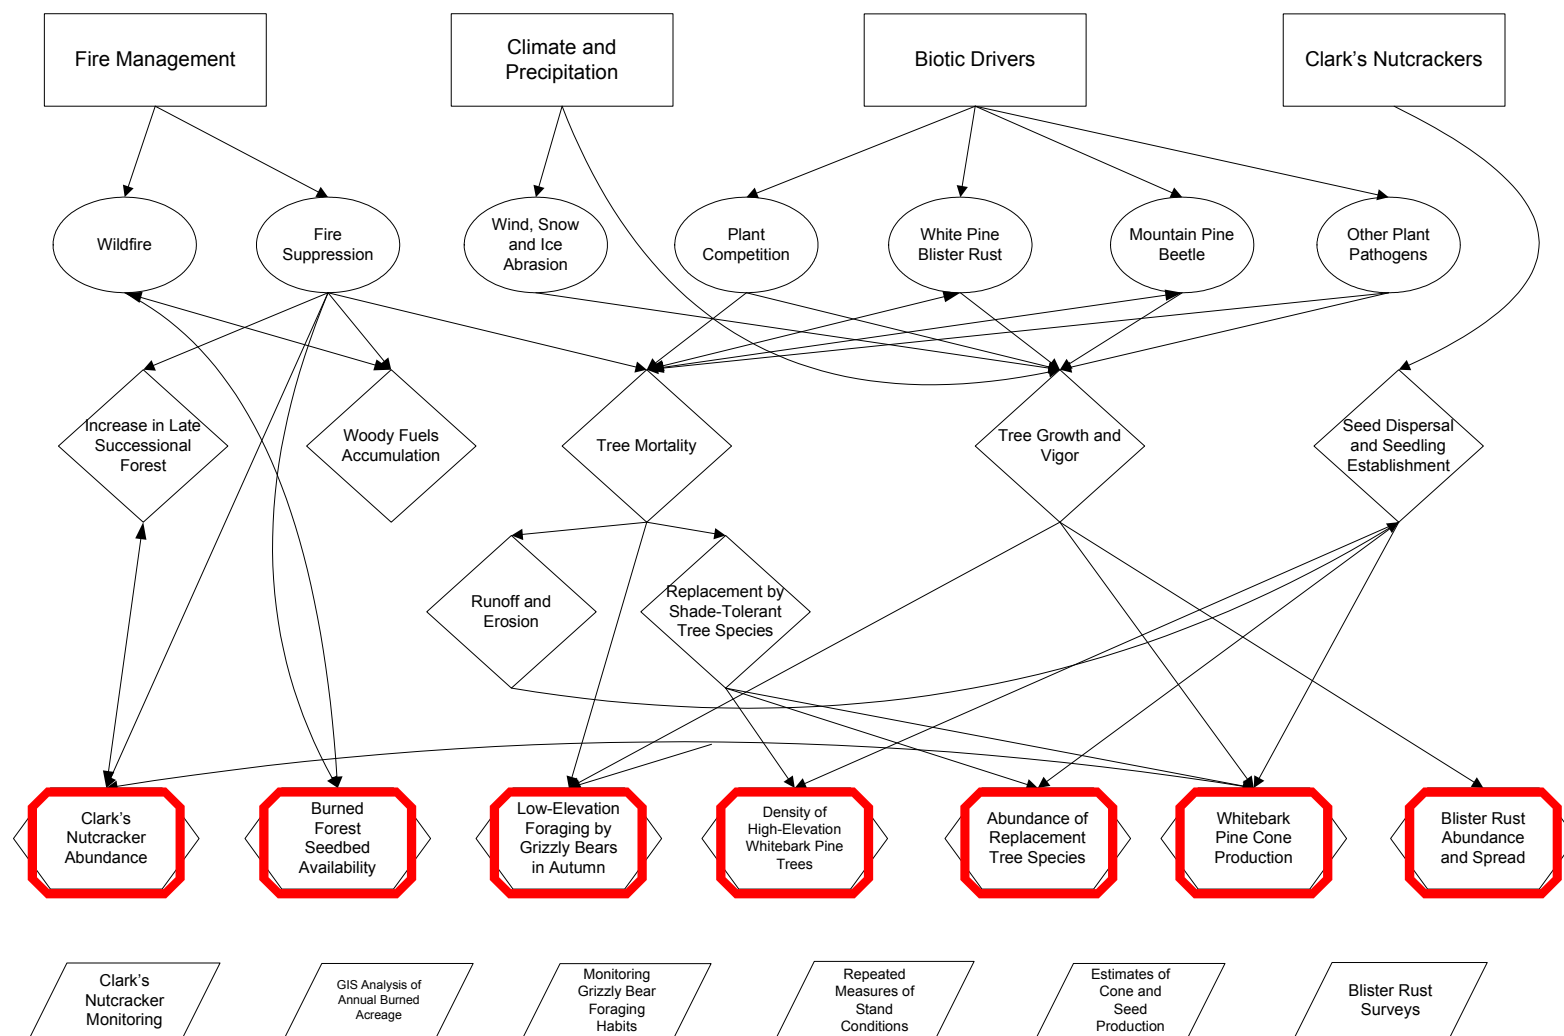 Fire Management
Climate and
Precipitation
Biotic Drivers
Clark's Nutcrackers
Wildfire
Fire
Suppression
Wind, Snow
and Ice
Abrasion
Plant
Competition
White Pine
Blister Rust
Mountain Pine
Beetle
Other Plant
Pathogens
Increase in Late
Successional
Forest
Woody Fuels
Accumulation
Tree Mortality
Tree Growth and
Vigor
Seed Dispersal
and Seedling
Establishment
Runoff and
Erosion
Replacement by
Shade-Tolerant
Tree Species
Clark's
Nutcracker
Abundance
Burned
Forest
Seedbed
Availability
Low-Elevation
Foraging by
Grizzly Bears
in Autumn
Density of
High-Elevation
Whitebark Pine
Trees
Abundance of
Replacement
Tree Species
Whitebark
Pine Cone
Production
Blister Rust
Abundance
and Spread
Clark's
Nutcracker
Monitoring
GIS Analysis of
Annual Burned
Acreage
Monitoring
Grizzly Bear
Foraging
Habits
Repeated
Measures of
Stand
Conditions
Estimates of
Cone and
Seed
Production
Blister Rust
Surveys